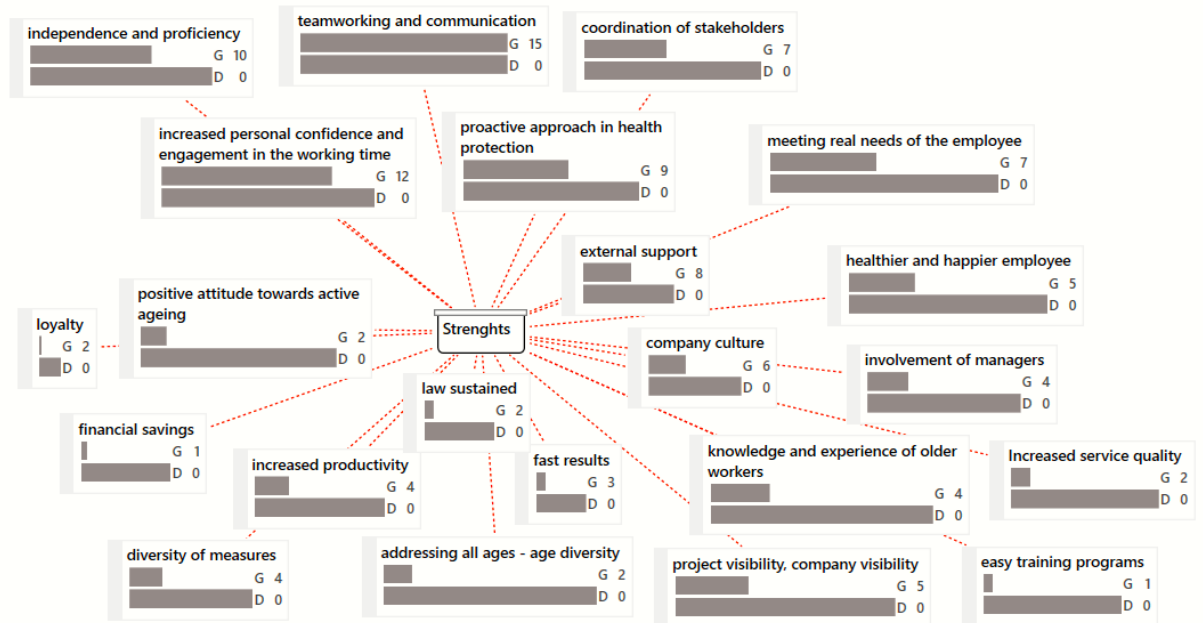 independence and proficiency
G 10
D 0
teamworking and communication
G 15
D 0
coordination of stakeholders
G 7
D 0
increased personal confidence and
engagement in the working time
G 12
D 0
proactive approach in health
protection
G 9
D 0
meeting real needs of the employee
G 7
D 0
external support
G 8
D 0
healthier and happier employee
G 5
D 0
positive attitude towards active
ageing
G 2
D 0
loyalty
G 2
D 0
Strenghts
company culture
G 6
D 0
involvement of managers
G 4
D 0
law sustained
G 2
D 0
financial savings
G 1
D 0
increased productivity
G 4
D 0
fast results
G 3
D 0
knowledge and experience of older
workers
G 4
D 0
Increased service quality
G 2
D 0
diversity of measures
G 4
D 0
addressing all ages - age diversity
G 2
D 0
project visibility, company visibility
G 5
D 0
easy training programs
G 1
D 0